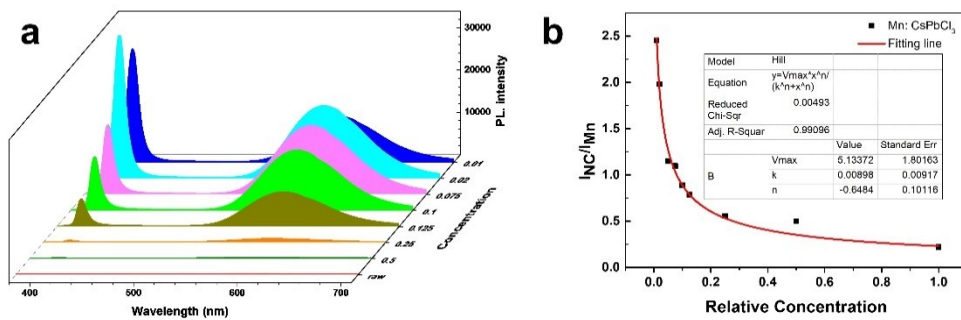 a
PL. intensity
30000
20000
10000
0.01
0.02
0.075
0.1
0.125
0.25
0.5
raw
Concentration
400
500
600
700
Wavelength (nm)
b
I_NC/I_Mn
2.5
2.0
1.5
1.0
0.5
0.0
0.0
0.2
0.4
0.6
0.8
1.0
Relative Concentration
Mn: CsPbCl3
Fitting line
Model Hill
Equation y=Vmax*x^n/
(k^n+x^n)
Reduced 0.00493
Chi-Sqr
Adj. R-Squar 0.99096
Value Standard Err
Vmax 5.13372 1.80163
B k 0.00898 0.00917
n -0.6484 0.10116